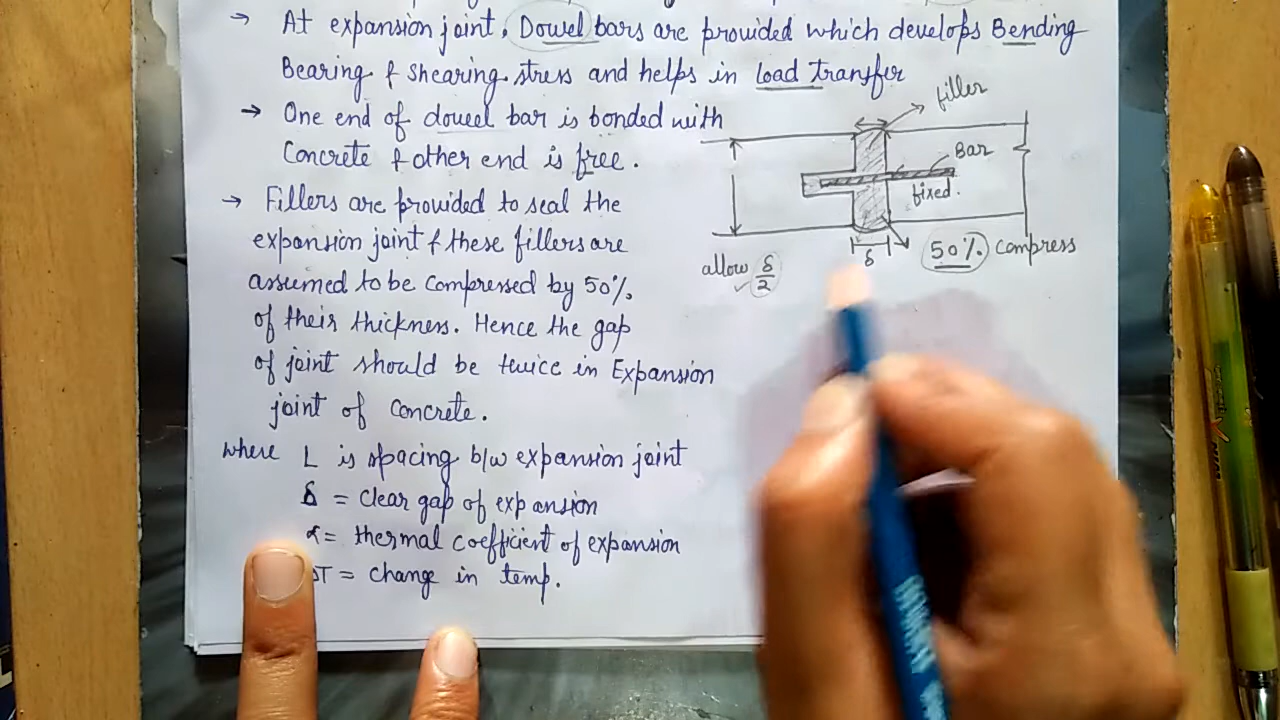 → At expansion joint, Dowel bars are provided which develops Bending
Bearing & shearing stress and helps in load transfer
→ One end of dowel bar is bonded with
Concrete & other end is free.
→ Fillers are provided to seal the
expansion joint & these fillers are
assumed to be compressed by 50%
of their thickness. Hence the gap
of joint should be twice in Expansion
joint of concrete.
where L is spacing b/w expansion joint
δ = clear gap of expansion
α = thermal coefficient of expansion
ΔT = change in temp.
filler
Bar
fixed.
δ
50% compress
allow δ/2